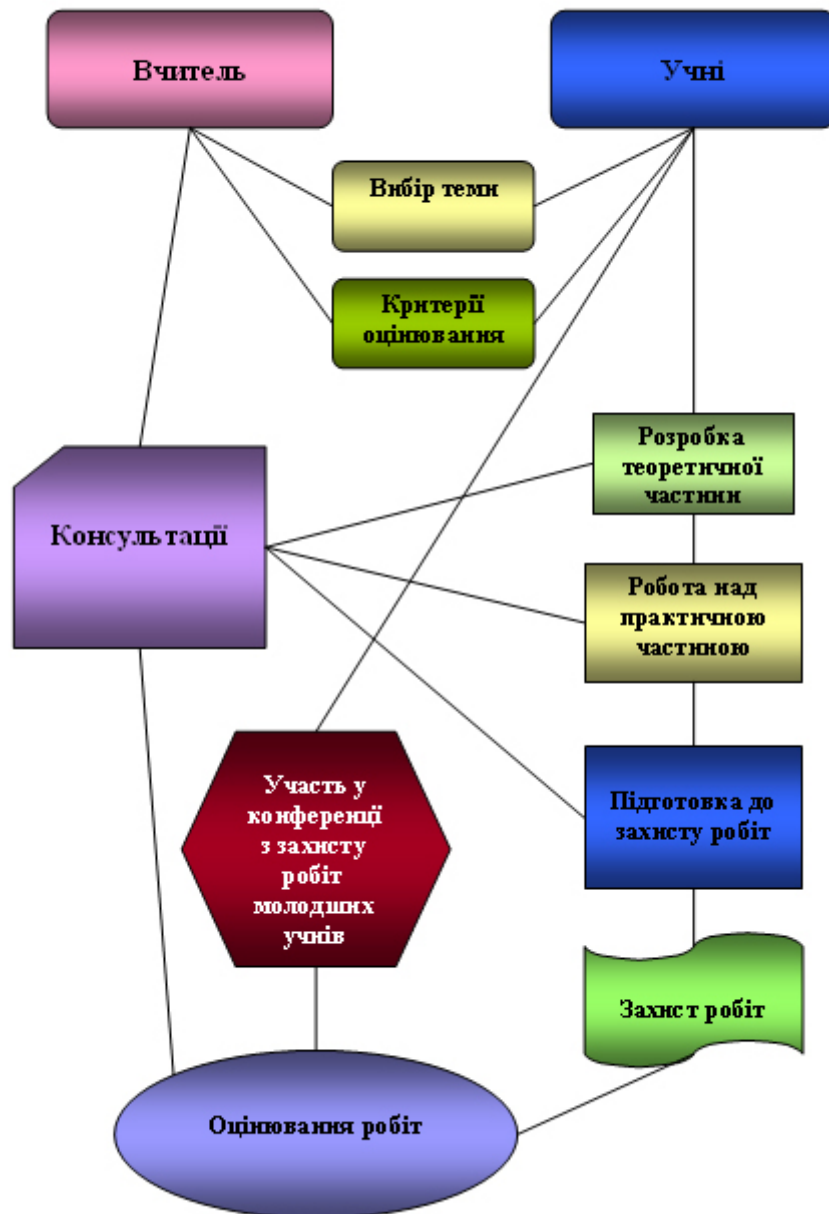 Вчитель
Учні
Вибір теми
Критерії
оцінювання
Розробка
теоретичної
частини
Консультації
Робота над
практичною
частиною
Участь у
конференції
з захисту
робіт
молодших
учнів
Підготовка до
захисту робіт
Захист робіт
Оцінювання робіт